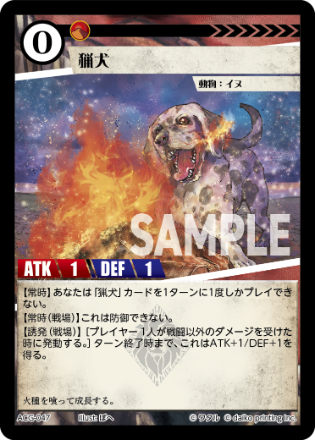 0
猟犬
動物：イヌ
SAMPLE
ATK 1 DEF 1
【常時】あなたは「猟犬」カードを1ターンに1度しかプレイでき
ない。
【常時(戦場)】これは防御できない。
【誘発(戦場)】[プレイヤー1人が戦闘以外のダメージを受けた
時に発動する。]ターン終了時まで、これはATK+1/DEF+1を
得る。
火種を喰って成長する。
ACG-047 Illust: ぽへ © ワタル © daiko printing inc.